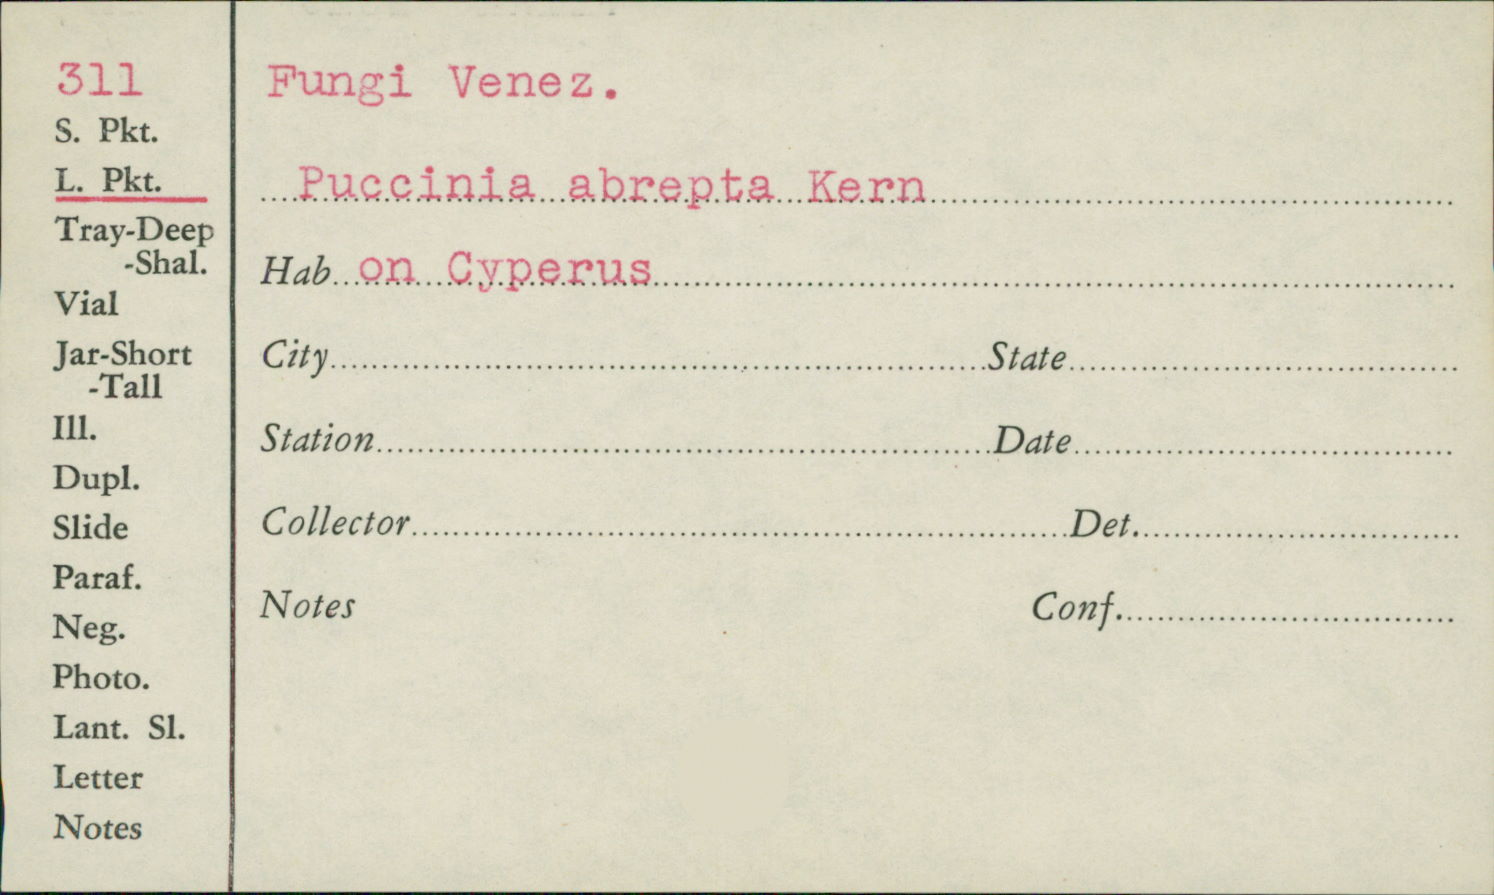 311
S. Pkt.
L. Pkt.
Tray-Deep
-Shal.
Vial
Jar-Short
-Tall
Ill.
Dupl.
Slide
Paraf.
Neg.
Photo.
Lant. Sl.
Letter
Notes
Fungi Venez.
Puccinia abrepta Kern
Hab on Cyperus
City State
Station Date
Collector Det.
Notes Conf.